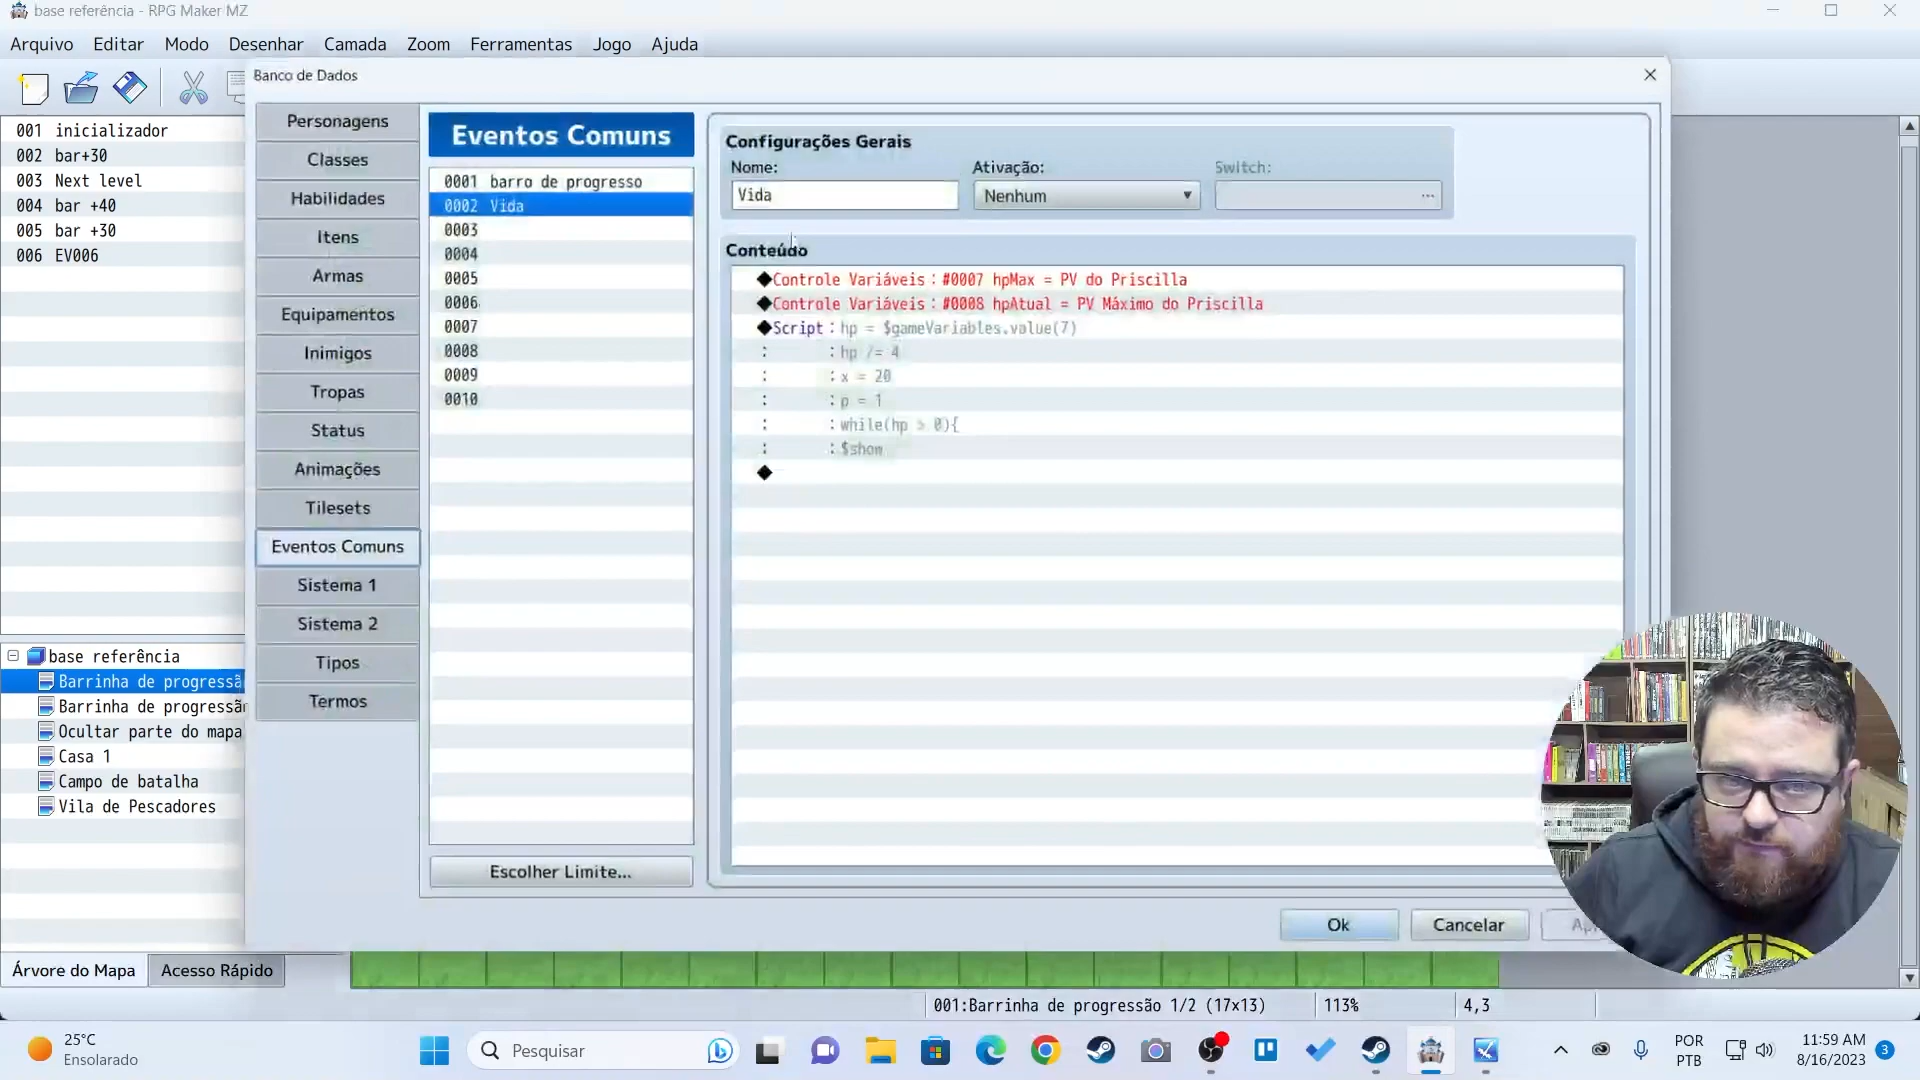 base referência - RPG Maker MZ
Arquivo Editar Modo Desenhar Camada Zoom Ferramentas Jogo Ajuda
Banco de Dados
001 inicializador
002 bar+30
003 Next level
004 bar +40
005 bar +30
006 EV006
Personagens
Classes
Habilidades
Itens
Armas
Equipamentos
Inimigos
Tropas
Status
Animações
Tilesets
Eventos Comuns
Sistema 1
Sistema 2
Tipos
Termos
Eventos Comuns
0001 barra de progresso
0002 Vida
0003
0004
0005
0006
0007
0008
0009
0010
Escolher Limite...
Configurações Gerais
Nome: Ativação: Switch:
Vida Nenhum ...
Conteúdo
◆Controle Variáveis：#0007 hpMax = PV do Priscilla
◆Controle Variáveis：#0008 hpAtual = PV Máximo do Priscilla
◆Script：hp = $gameVariables.value(7)
: :hp /= 4
: :x = 20
: :p = 1
: :while(hp > 0){
: :$show
◆
Ok Cancelar
base referência
Barrinha de progressã
Barrinha de progressão
Ocultar parte do mapa
Casa 1
Campo de batalha
Vila de Pescadores
Árvore do Mapa Acesso Rápido
001:Barrinha de progressão 1/2 (17x13) 113% 4,3
25°C
Ensolarado
Pesquisar
POR
PTB
11:59 AM
8/16/2023
3